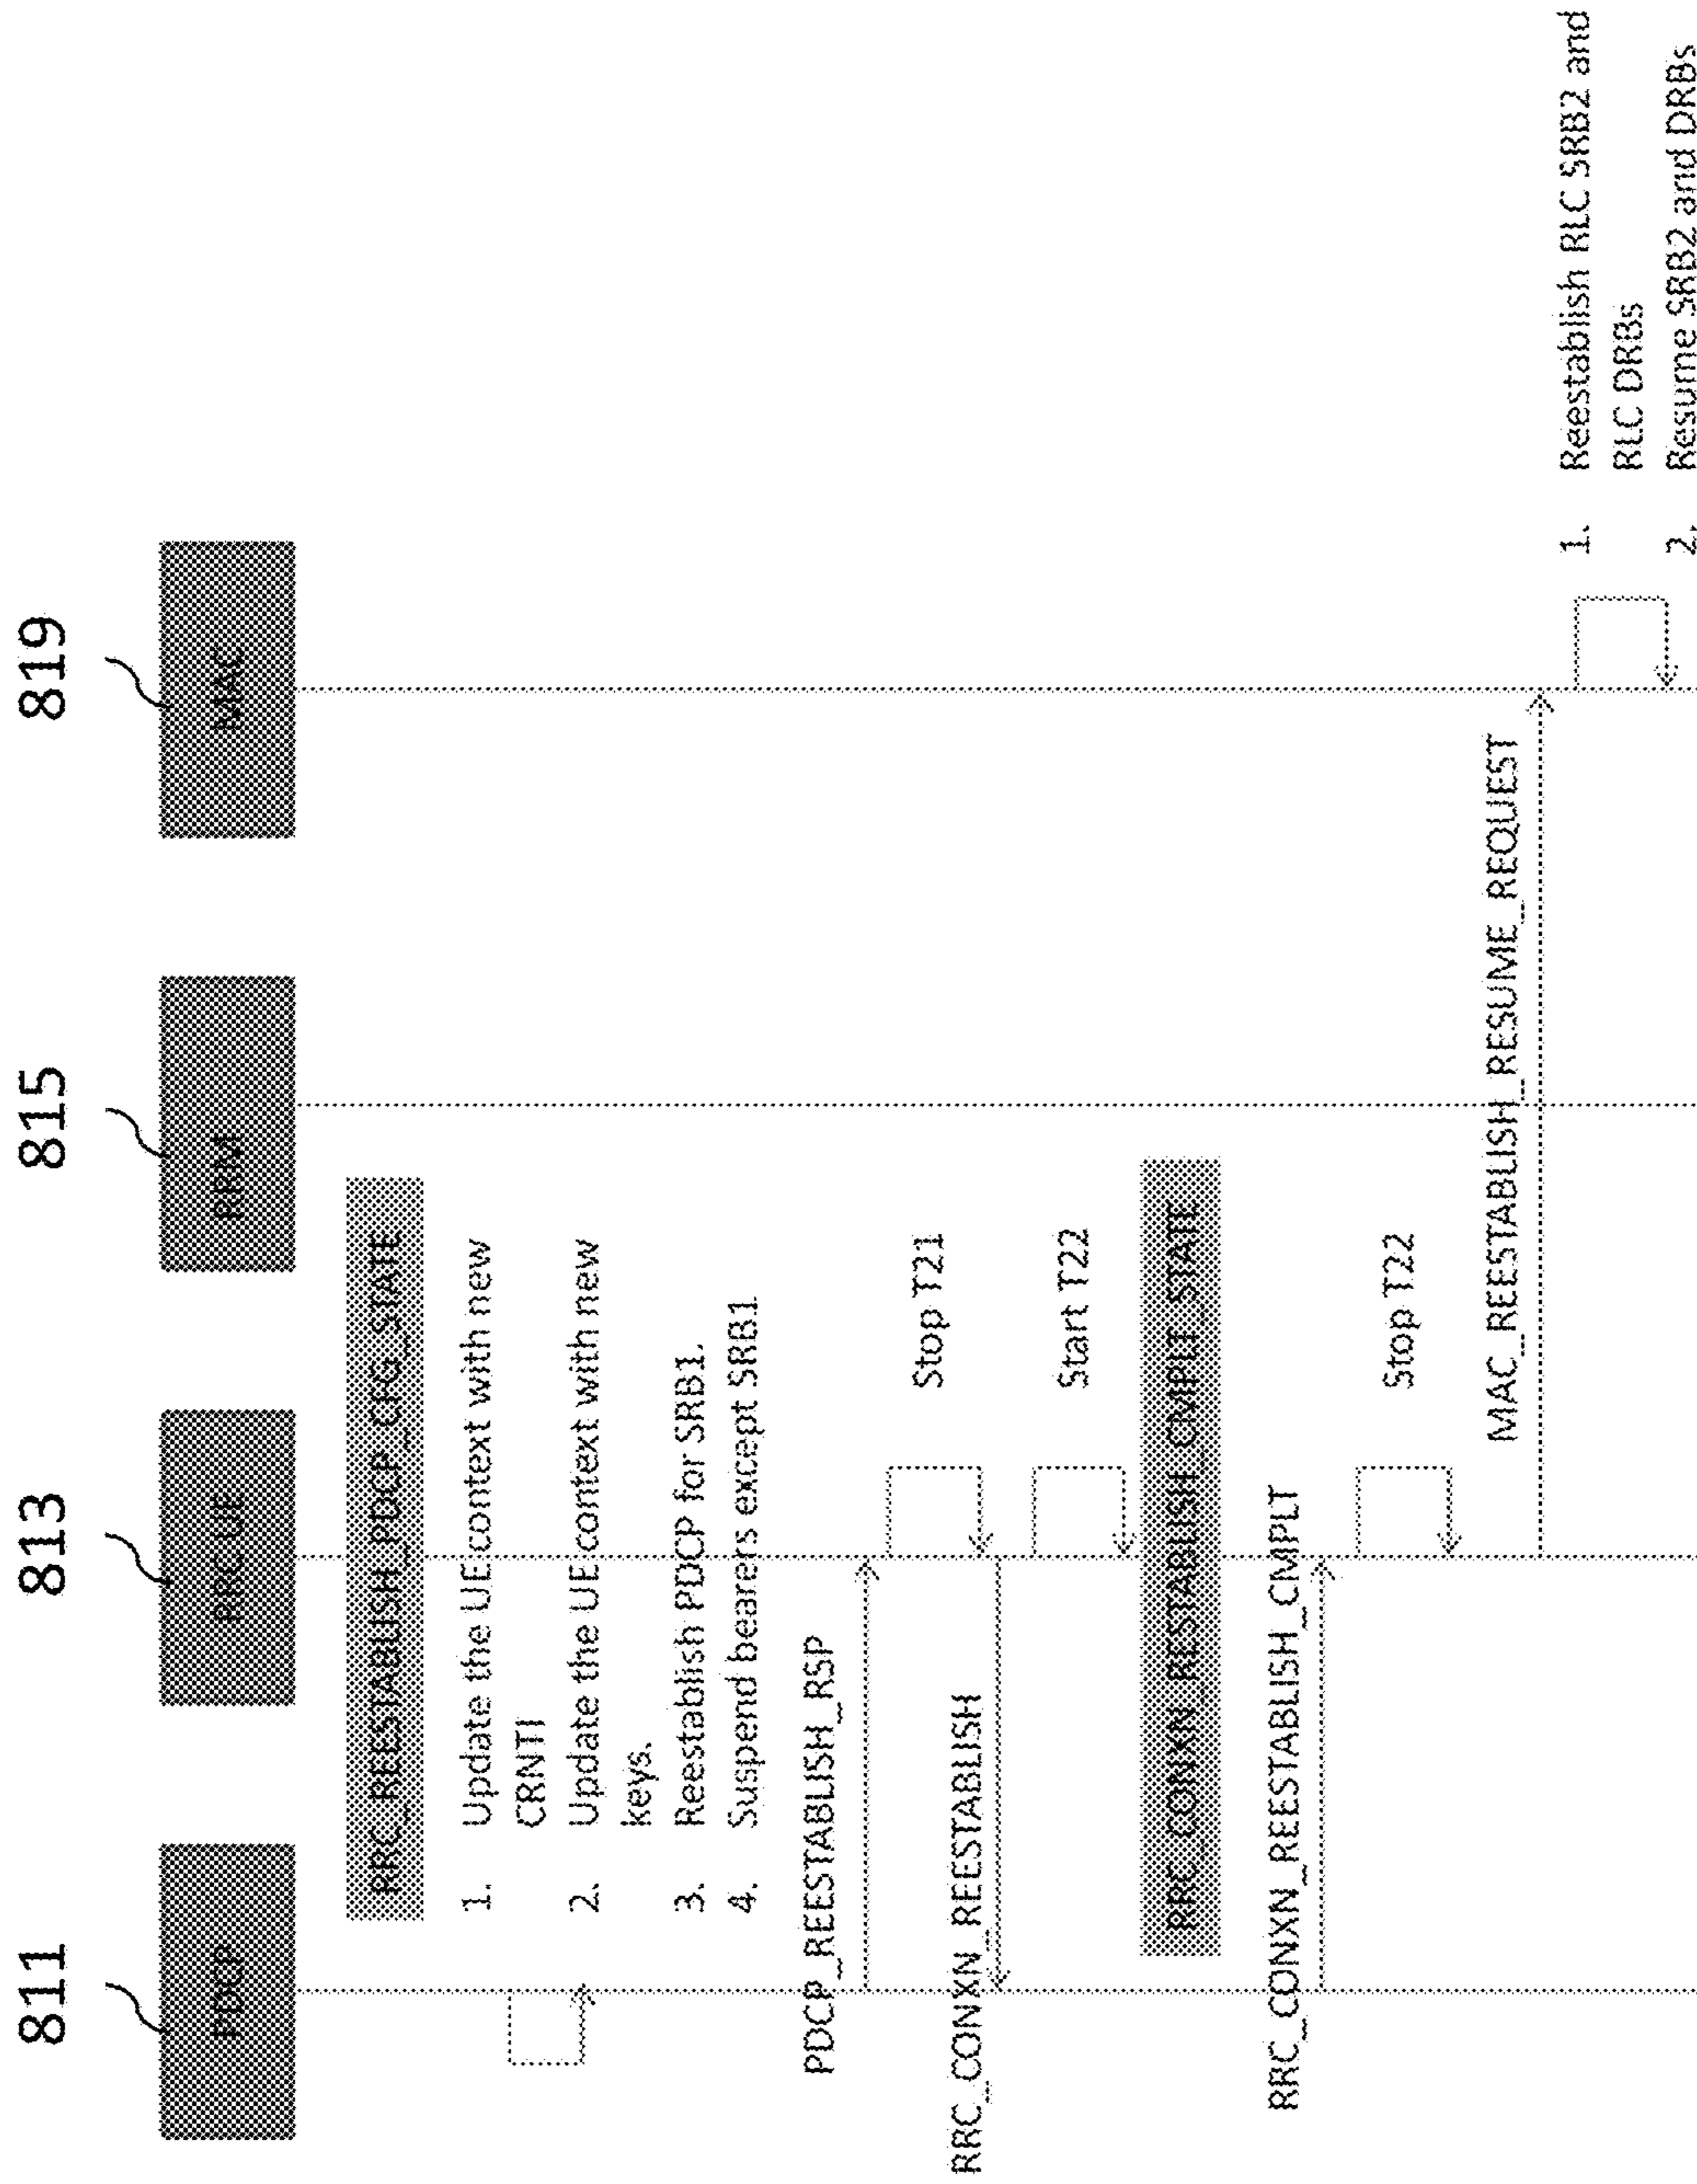 811
813
815
819
PDCP
RRCUE
RRM
MAC
RRC_REESTABLISH_PDCP_CFG_STATE
1. Update the UE context with new
CRNTI
2. Update the UE context with new
keys.
3. Reestablish PDCP for SRB1.
4. Suspend bearers except SRB1
PDCP_REESTABLISH_RSP
Stop T21
RRC_CONXN_REESTABLISH
Start T22
RRC_CONXN_RESTABLISH_CMPLT_STATE
RRC_CONXN_REESTABLISH_CMPLT
Stop T22
MAC_REESTABLISH_RESUME_REQUEST
1. Reestablish RLC SRB2 and
RLC DRBs
2. Resume SRB2 and DRBs